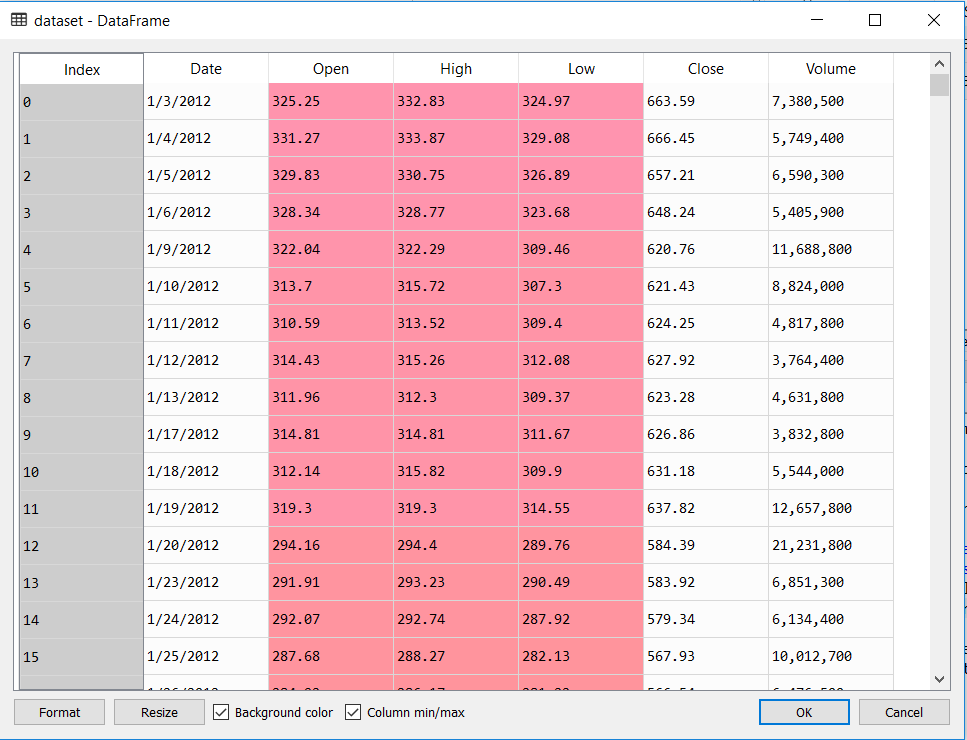 dataset - DataFrame
Index Date Open High Low Close Volume
0 1/3/2012 325.25 332.83 324.97 663.59 7,380,500
1 1/4/2012 331.27 333.87 329.08 666.45 5,749,400
2 1/5/2012 329.83 330.75 326.89 657.21 6,590,300
3 1/6/2012 328.34 328.77 323.68 648.24 5,405,900
4 1/9/2012 322.04 322.29 309.46 620.76 11,688,800
5 1/10/2012 313.7 315.72 307.3 621.43 8,824,000
6 1/11/2012 310.59 313.52 309.4 624.25 4,817,800
7 1/12/2012 314.43 315.26 312.08 627.92 3,764,400
8 1/13/2012 311.96 312.3 309.37 623.28 4,631,800
9 1/17/2012 314.81 314.81 311.67 626.86 3,832,800
10 1/18/2012 312.14 315.82 309.9 631.18 5,544,000
11 1/19/2012 319.3 319.3 314.55 637.82 12,657,800
12 1/20/2012 294.16 294.4 289.76 584.39 21,231,800
13 1/23/2012 291.91 293.23 290.49 583.92 6,851,300
14 1/24/2012 292.07 292.74 287.92 579.34 6,134,400
15 1/25/2012 287.68 288.27 282.13 567.93 10,012,700
Format Resize Background color Column min/max OK Cancel